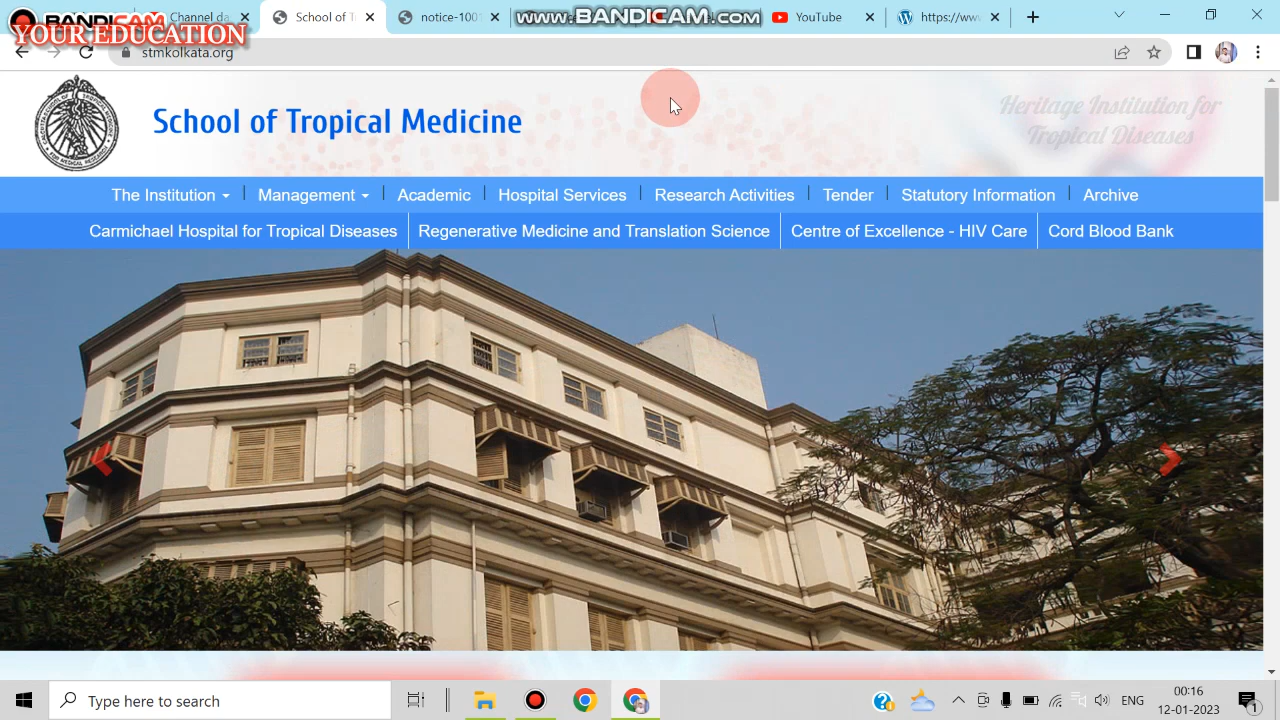 www.BANDICAM.com
BANDICAM
YOUR EDUCATION
Channel da
School of T
notice-1001
YouTube
https://www
stmkolkata.org
School of Tropical Medicine
Heritage Institution for
Tropical Diseases
The Institution
Management
Academic
Hospital Services
Research Activities
Tender
Statutory Information
Archive
Carmichael Hospital for Tropical Diseases
Regenerative Medicine and Translation Science
Centre of Excellence - HIV Care
Cord Blood Bank
Type here to search
ENG
00:16
12-01-2023
1